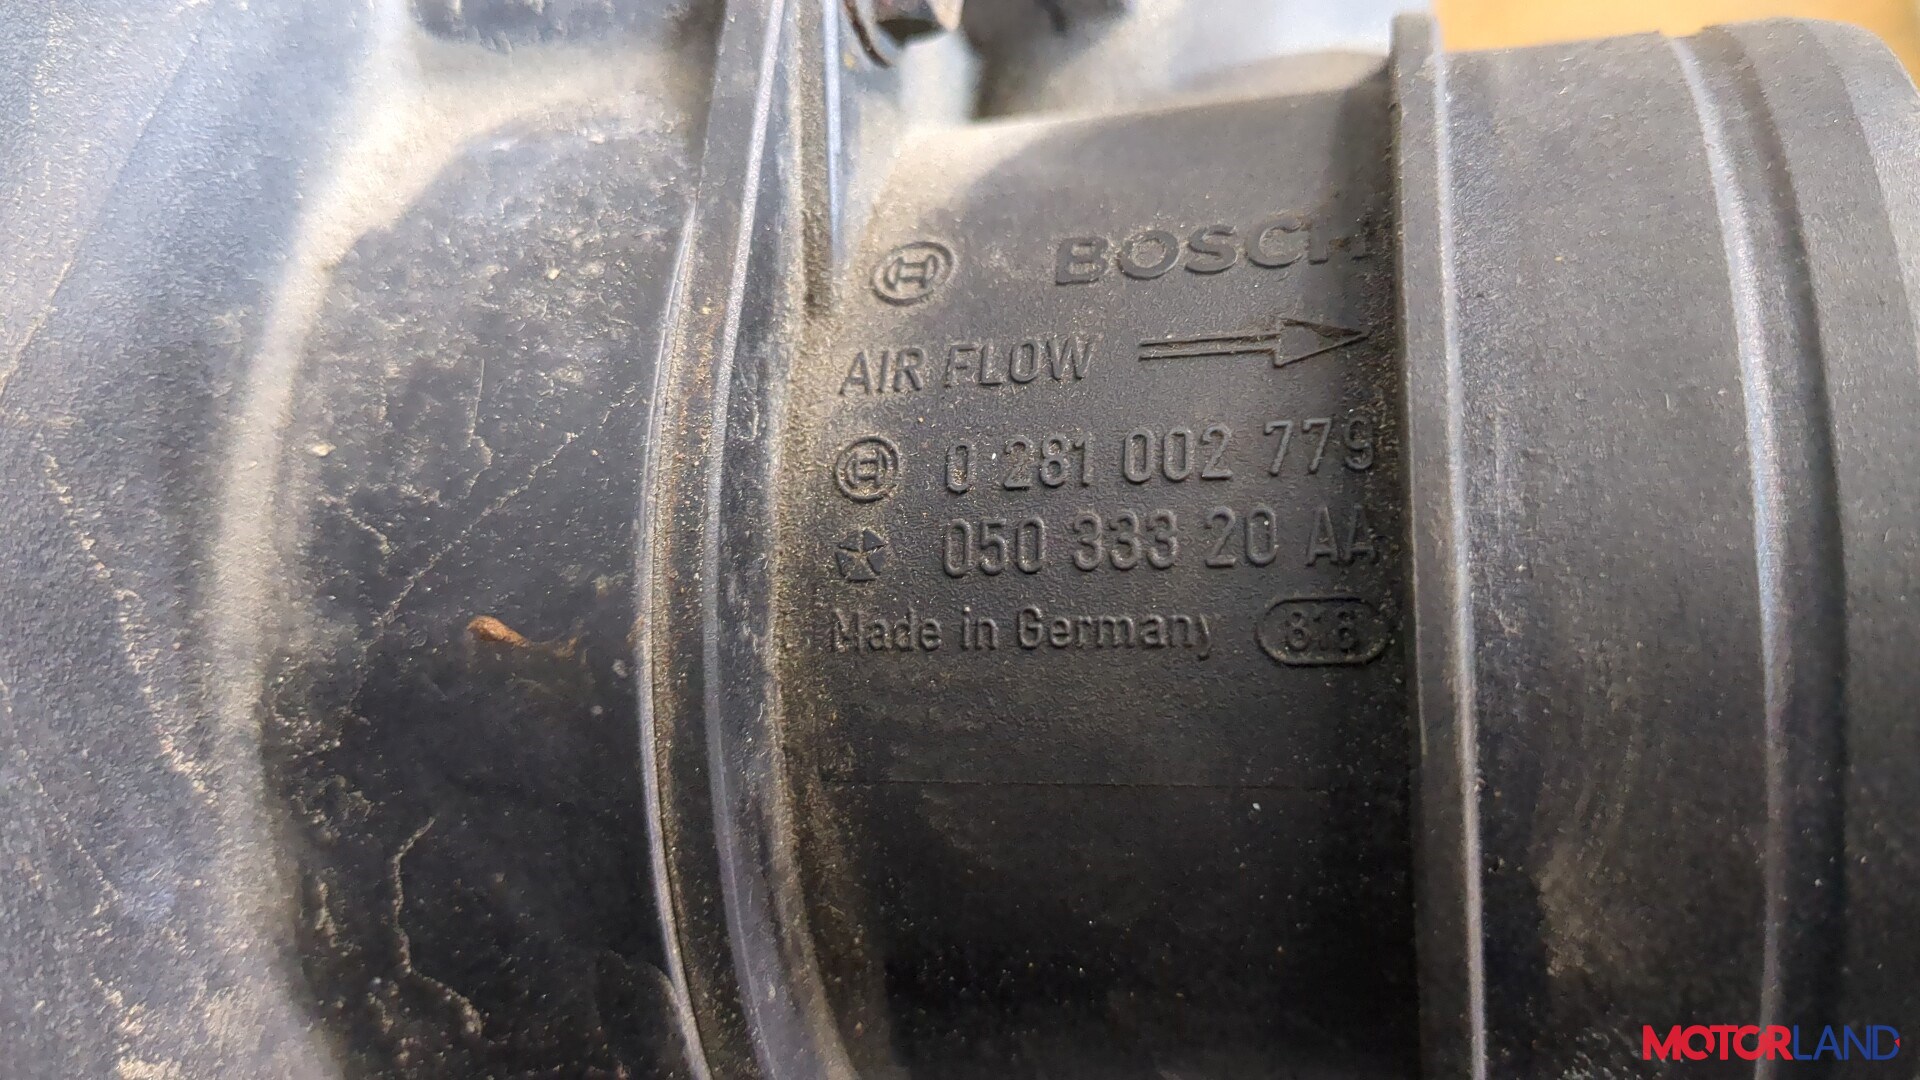 BOSCH
AIR FLOW
0 281 002 779
050 333 20 AA
Made in Germany 816
MOTORLAND